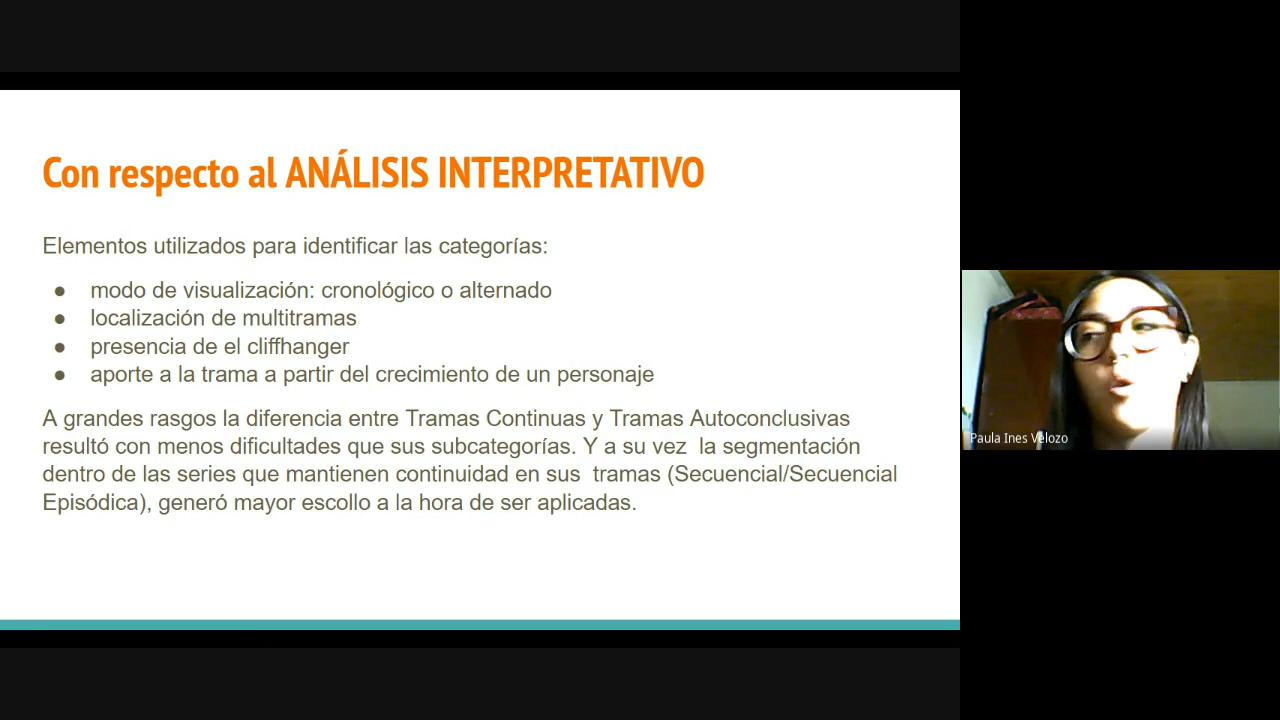 Con respecto al ANÁLISIS INTERPRETATIVO
Elementos utilizados para identificar las categorías:
● modo de visualización: cronológico o alternado
● localización de multitramas
● presencia de el cliffhanger
● aporte a la trama a partir del crecimiento de un personaje
A grandes rasgos la diferencia entre Tramas Continuas y Tramas Autoconclusivas
resultó con menos dificultades que sus subcategorías. Y a su vez  la segmentación
dentro de las series que mantienen continuidad en sus  tramas (Secuencial/Secuencial
Episódica), generó mayor escollo a la hora de ser aplicadas.
Paula Ines Velozo